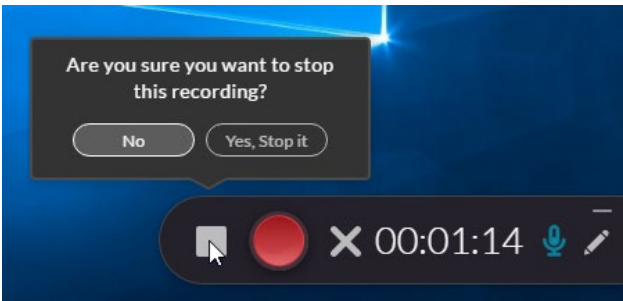 Are you sure you want to stop
this recording?
No
Yes, Stop it
00:01:14